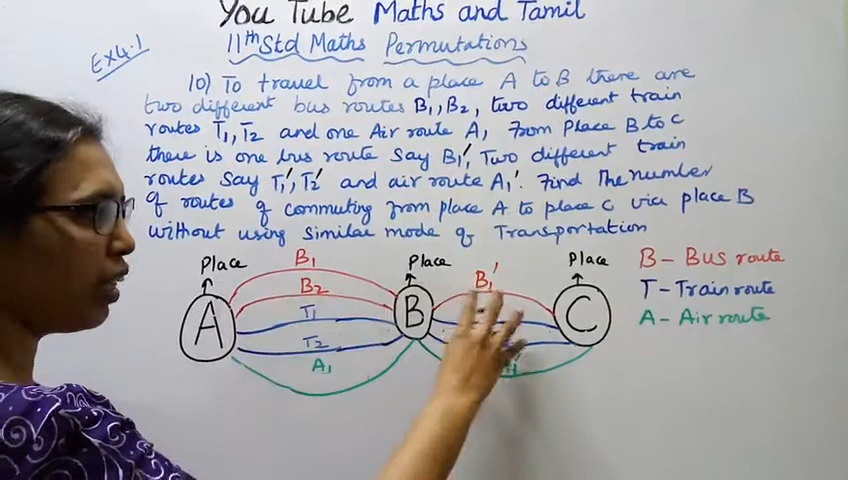 You Tube Maths and Tamil
11th Std Maths Permutations
Ex 4.1
10) To travel from a place A to B there are
two different bus routes B1, B2, two different train
routes T1, T2 and one Air route A1 From Place B to C
there is one bus route Say B1', Two different train
routes Say T1', T2' and air route A1'. Find The number
of routes of commuting from place A to place C via place B
without using similar mode of Transportation
Place Place Place
B1 B1'
B2
A B C
T1
T2
A1
B - Bus route
T - Train route
A - Air route